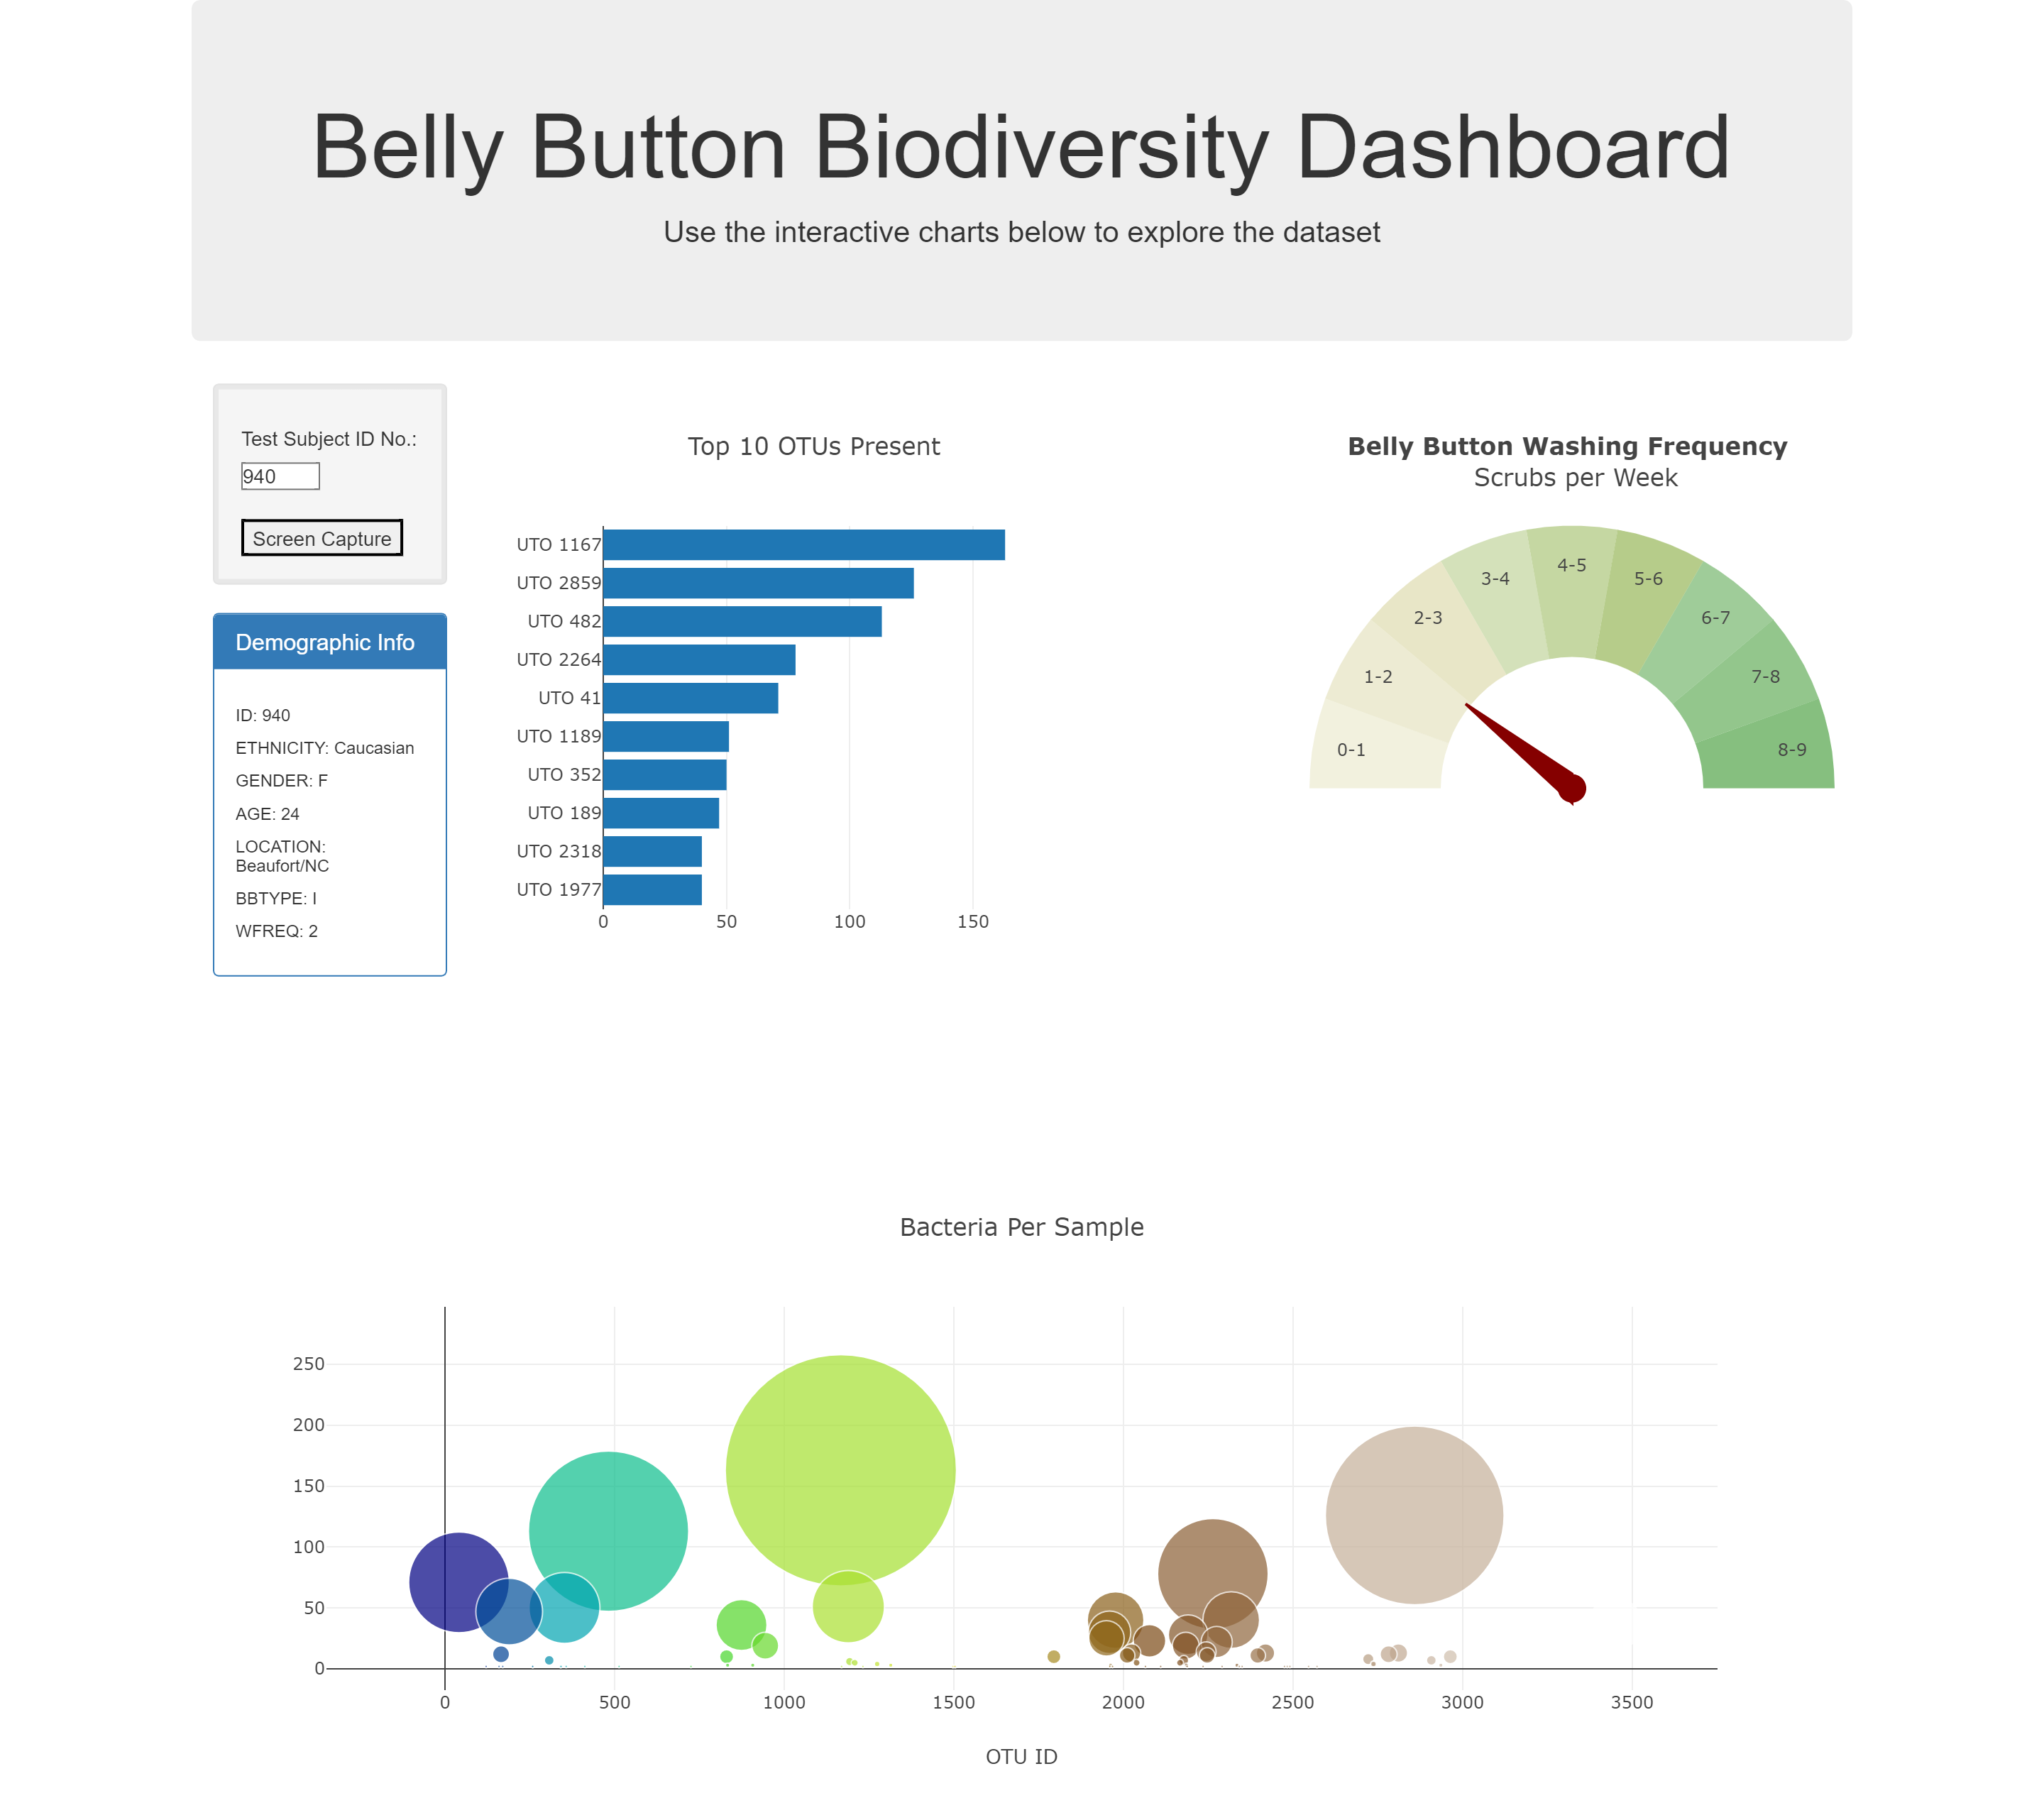 Belly Button Biodiversity Dashboard
Use the interactive charts below to explore the dataset
Test Subject ID No.:
940
Screen Capture
Demographic Info
ID: 940
ETHNICITY: Caucasian
GENDER: F
AGE: 24
LOCATION:
Beaufort/NC
BBTYPE: I
WFREQ: 2
Top 10 OTUs Present
UTO 1167
UTO 2859
UTO 482
UTO 2264
UTO 41
UTO 1189
UTO 352
UTO 189
UTO 2318
UTO 1977
0 50 100 150
Belly Button Washing Frequency
Scrubs per Week
0-1
1-2
2-3
3-4
4-5
5-6
6-7
7-8
8-9
Bacteria Per Sample
250
200
150
100
50
0
0 500 1000 1500 2000 2500 3000 3500
OTU ID